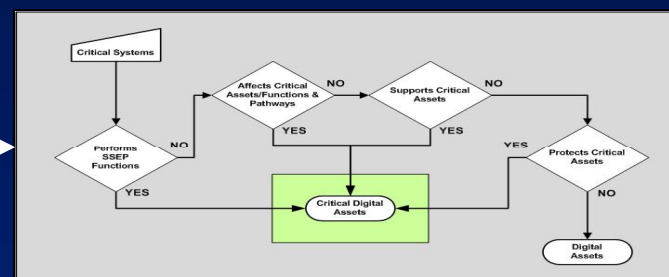 Critical Systems
Affects Critical
Assets/Functions &
Pathways
NO
Supports Critical
Assets
NO
YES
YES
Performs
SSEP
Functions
NO
YES
YES
Protects Critical
Assets
NO
Critical Digital
Assets
Digital
Assets